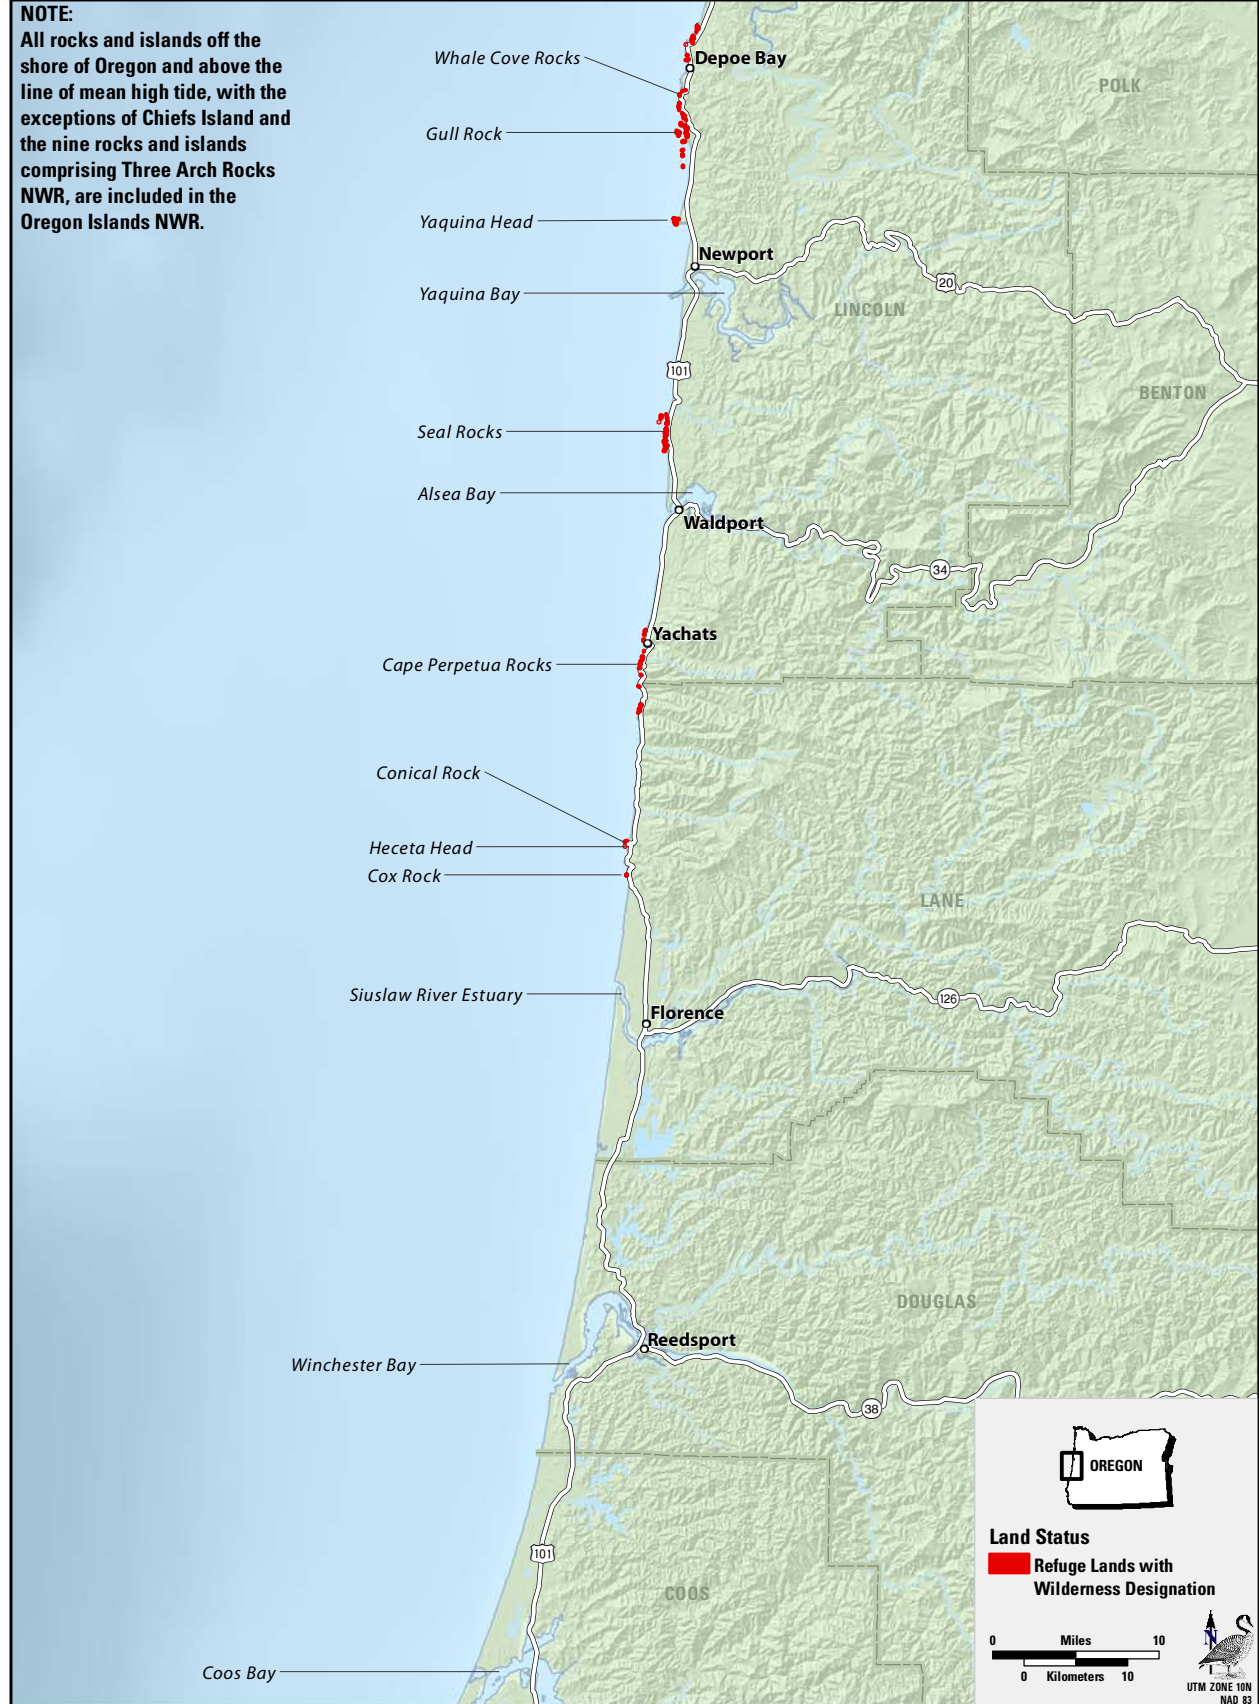 NOTE:
All rocks and islands off the
shore of Oregon and above the
line of mean high tide, with the
exceptions of Chiefs Island and
the nine rocks and islands
comprising Three Arch Rocks
NWR, are included in the
Oregon Islands NWR.
Whale Cove Rocks
Depoe Bay
POLK
Gull Rock
Yaquina Head
Newport
Yaquina Bay
20
LINCOLN
101
BENTON
Seal Rocks
Alsea Bay
Waldport
34
Yachats
Cape Perpetua Rocks
Conical Rock
Heceta Head
Cox Rock
LANE
Siuslaw River Estuary
126
Florence
DOUGLAS
Reedsport
Winchester Bay
38
OREGON
Land Status
Refuge Lands with
Wilderness Designation
101
COOS
0 Miles 10
0 Kilometers 10
N
Coos Bay
UTM ZONE 10N
NAD 83